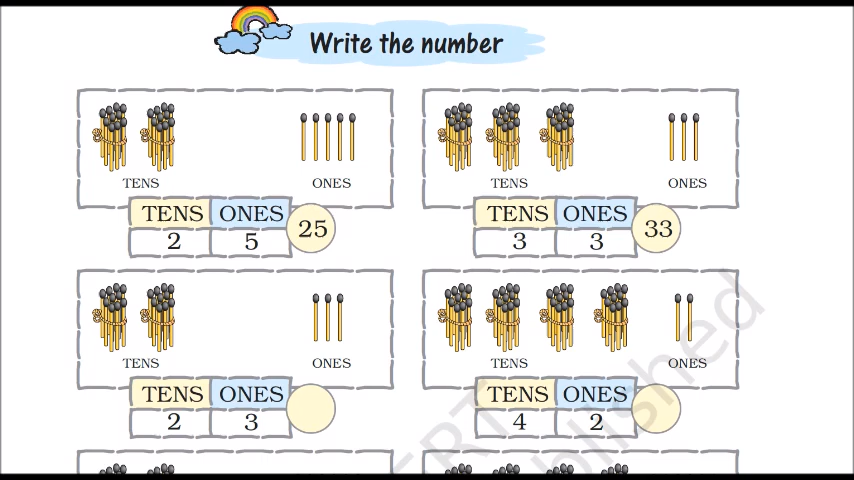 Write the number
TENS ONES
TENS ONES
2 5 25
TENS ONES
TENS ONES
3 3 33
TENS ONES
TENS ONES
2 3
TENS ONES
TENS ONES
4 2